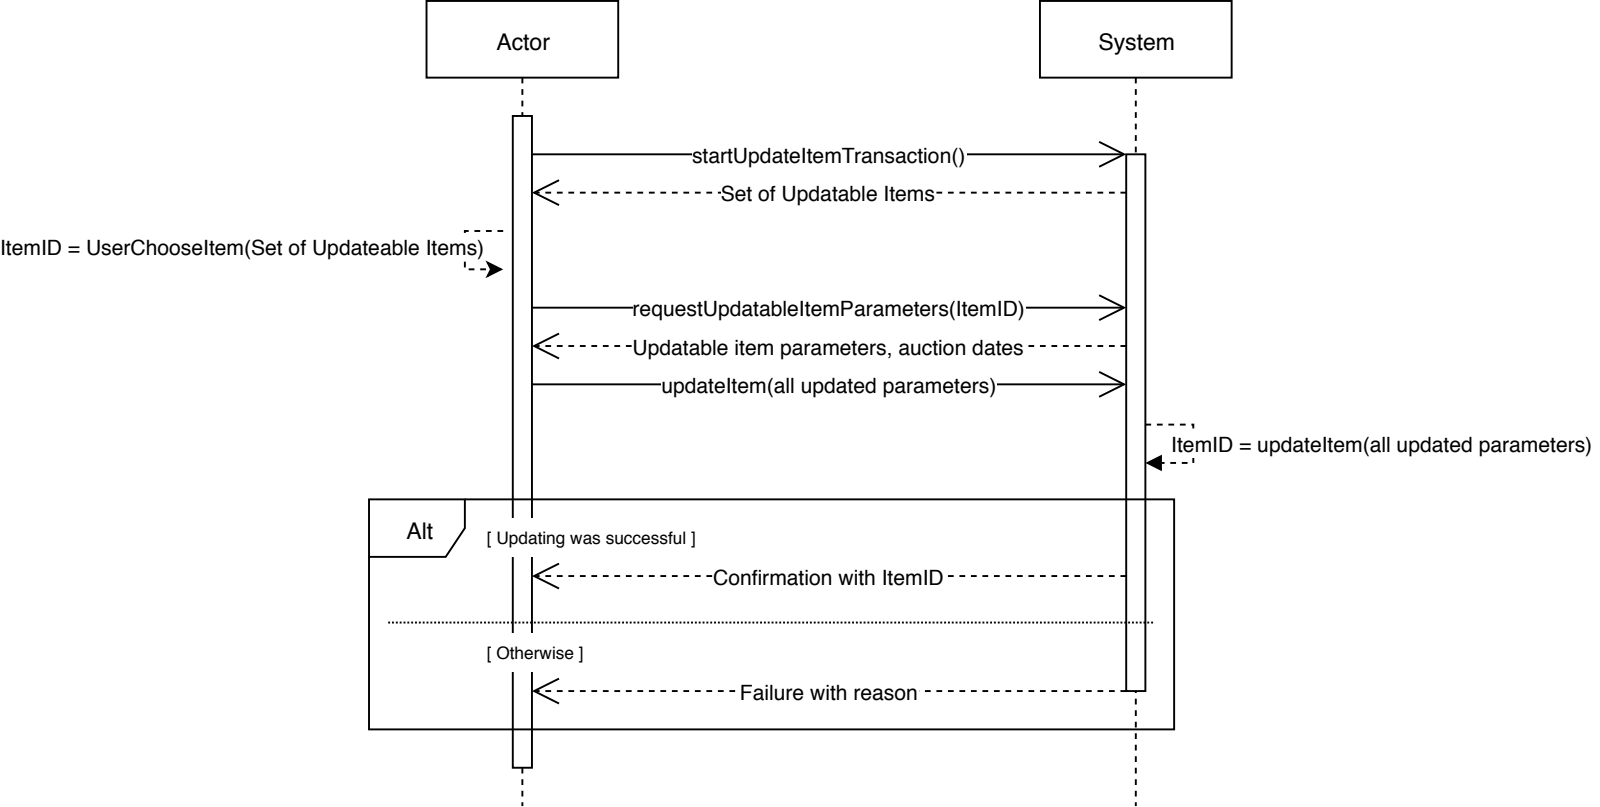 Actor
System
startUpdateItemTransaction()
Set of Updatable Items
ItemID = UserChooseItem(Set of Updateable Items)
requestUpdatableItemParameters(ItemID)
Updatable item parameters, auction dates
updateItem(all updated parameters)
ItemID = updateItem(all updated parameters)
Alt
[ Updating was successful ]
Confirmation with ItemID
[ Otherwise ]
Failure with reason